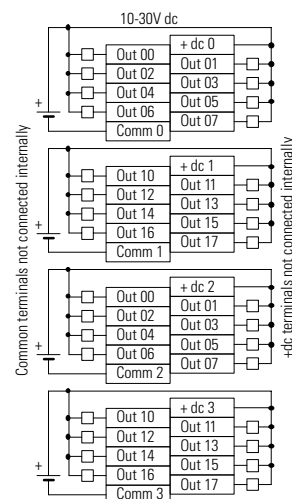 10-30V dc
+ dc 0
Out 00
Out 01
Out 02
Out 03
Out 04
Out 05
Out 06
Out 07
Comm 0
+
+ dc 1
Out 10
Out 11
Out 12
Out 13
Out 14
Out 15
Out 16
Out 17
Comm 1
+
+ dc 2
Out 00
Out 01
Out 02
Out 03
Out 04
Out 05
Out 06
Out 07
Comm 2
+
+ dc 3
Out 10
Out 11
Out 12
Out 13
Out 14
Out 15
Out 16
Out 17
Comm 3
+
Common terminals not connected internally
+dc terminals not connected internally